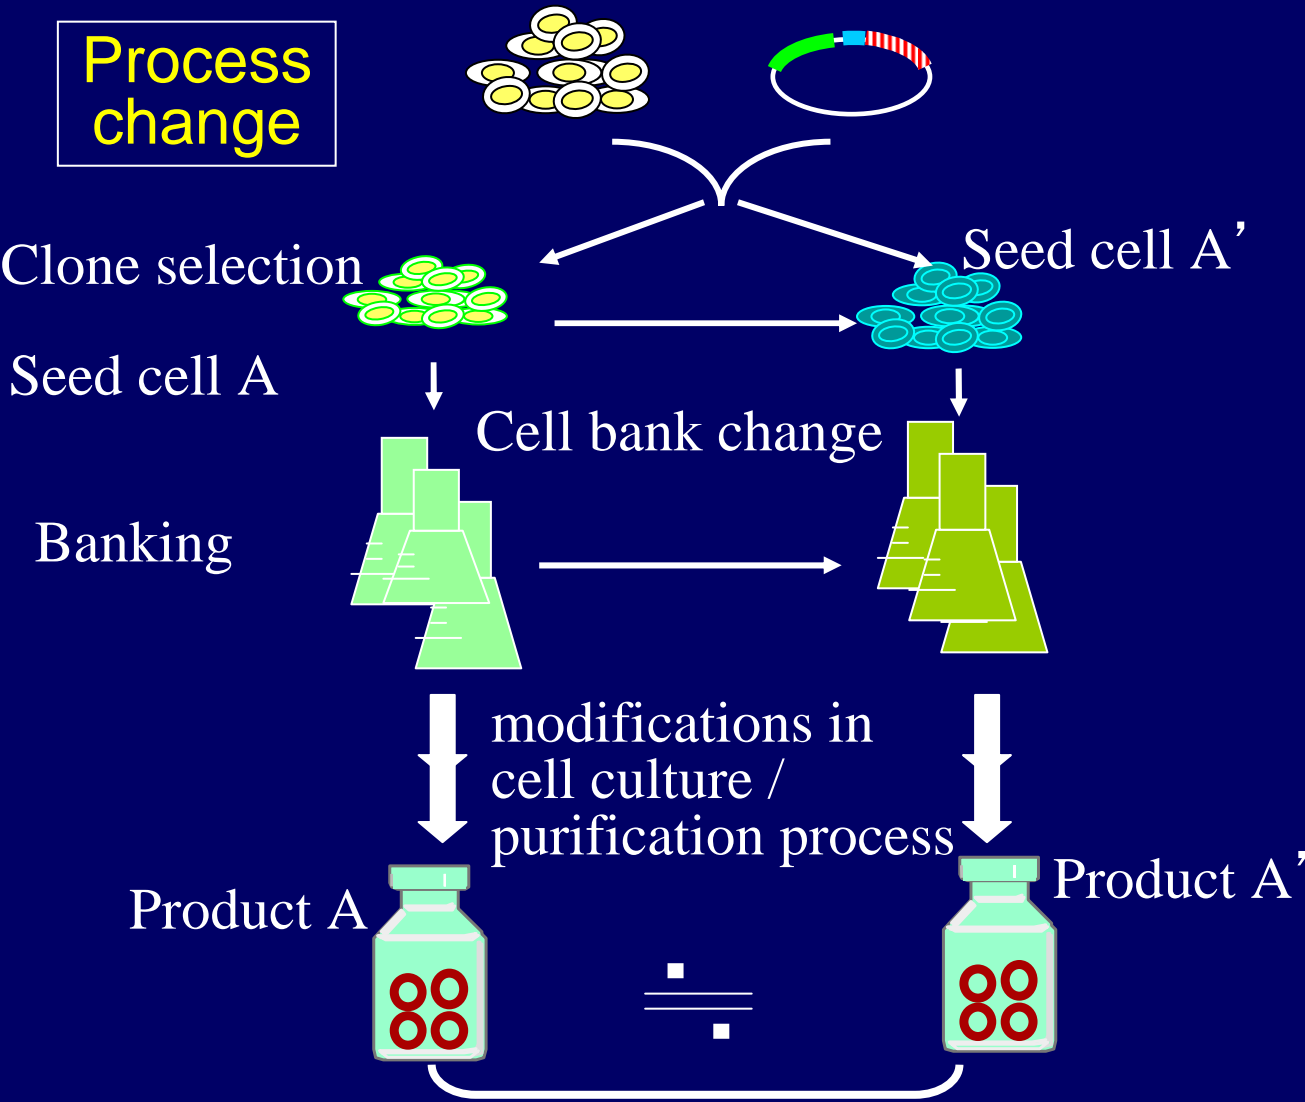 Process
change
Clone selection
Seed cell A’
Seed cell A
Cell bank change
Banking
modifications in
cell culture /
purification process
Product A
Product A’